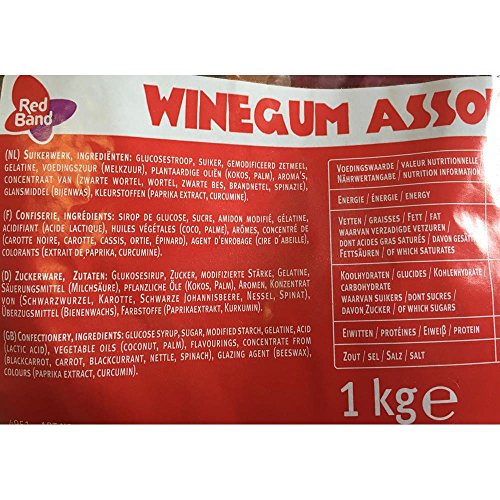 Red
Band
WINEGUM ASSO
(NL) SUIKERWERK, INGREDIËNTEN: GLUCOSESTROOP, SUIKER, GEMODIFICEERD ZETMEEL,
GELATINE, VOEDINGSZUUR (MELKZUUR), PLANTAARDIGE OLIËN (KOKOS, PALM), AROMA'S,
CONCENTRAAT VAN (ZWARTE WORTEL, WORTEL, ZWARTE BES, BRANDNETEL, SPINAZIE),
GLANSMIDDEL (BIJENWAS), KLEURSTOFFEN (PAPRIKA EXTRACT, CURCUMINE).
(F) CONFISERIE, INGRÉDIENTS: SIROP DE GLUCOSE, SUCRE, AMIDON MODIFIÉ, GÉLATINE,
ACIDIFIANT (ACIDE LACTIQUE), HUILES VÉGÉTALES (COCO, PALME), ARÔMES, CONCENTRÉ DE
(CAROTTE NOIRE, CAROTTE, CASSIS, ORTIE, ÉPINARD), AGENT D'ENROBAGE (CIRE D'ABEILLE),
COLORANTS (EXTRAIT DE PAPRIKA, CURCUMINE).
(D) ZUCKERWARE, ZUTATEN: GLUKOSESIRUP, ZUCKER, MODIFIZIERTE STÄRKE, GELATINE,
SÄUERUNGSMITTEL (MILCHSÄURE), PFLANZLICHE ÖLE (KOKOS, PALM), AROMEN, KONZENTRAT
VON (SCHWARZWURZEL, KAROTTE, SCHWARZE JOHANNISBEERE, NESSEL, SPINAT),
ÜBERZUGSMITTEL (BIENENWACHS), FARBSTOFFE (PAPRIKAEXTRAKT, KURKUMIN).
(GB) CONFECTIONERY, INGREDIENTS: GLUCOSE SYRUP, SUGAR, MODIFIED STARCH, GELATINE, ACID
(LACTIC ACID), VEGETABLE OILS (COCONUT, PALM), FLAVOURINGS, CONCENTRATE FROM
(BLACKCARROT, CARROT, BLACKCURRANT, NETTLE, SPINACH), GLAZING AGENT (BEESWAX),
COLOURS (PAPRIKA EXTRACT, CURCUMIN).
VOEDINGSWAARDE / VALEUR NUTRITIONNELLE /
NÄHRWERTANGABE / NUTRITION INFORMATION
ENERGIE / ÉNERGIE / ENERGY
VETTEN / GRAISSES / FETT / FAT
WAARVAN VERZADIGDE VETZUREN /
DONT ACIDES GRAS SATURÉS / DAVON GESÄ
FETTSÄUREN / OF WHICH SATURATES
KOOLHYDRATEN / GLUCIDES / KOHLENHYDRATE
CARBOHYDRATE
WAARVAN SUIKERS / DONT SUCRES /
DAVON ZUCKER / OF WHICH SUGARS
EIWITTEN / PROTÉINES / EIWEIß / PROTEIN
ZOUT / SEL / SALZ / SALT
1 kg e